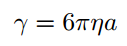 γ = 6πηa